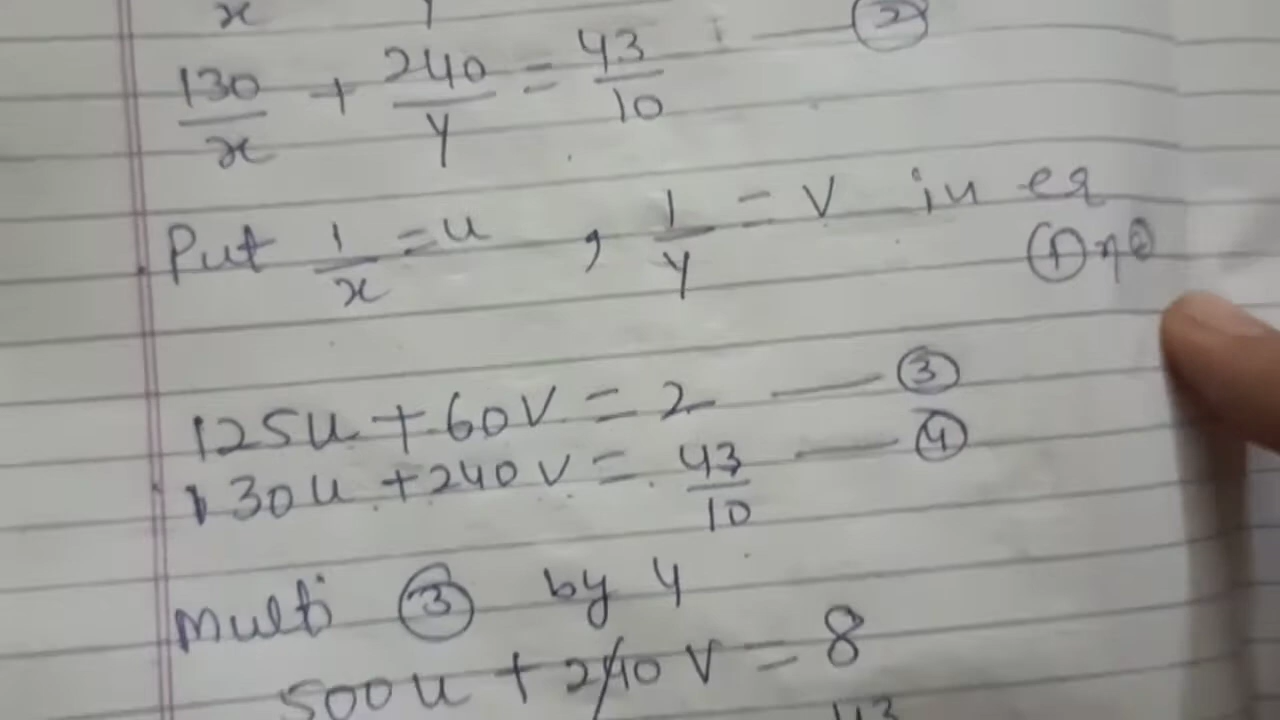 x y
130/x + 240/y = 43/10 ②
Put 1/x = u , 1/y = v in eq
① n ②
125u + 60v = 2 — ③
130u + 240v = 43/10 — ④
Multi ③ by 4
500u + 240v = 8
43